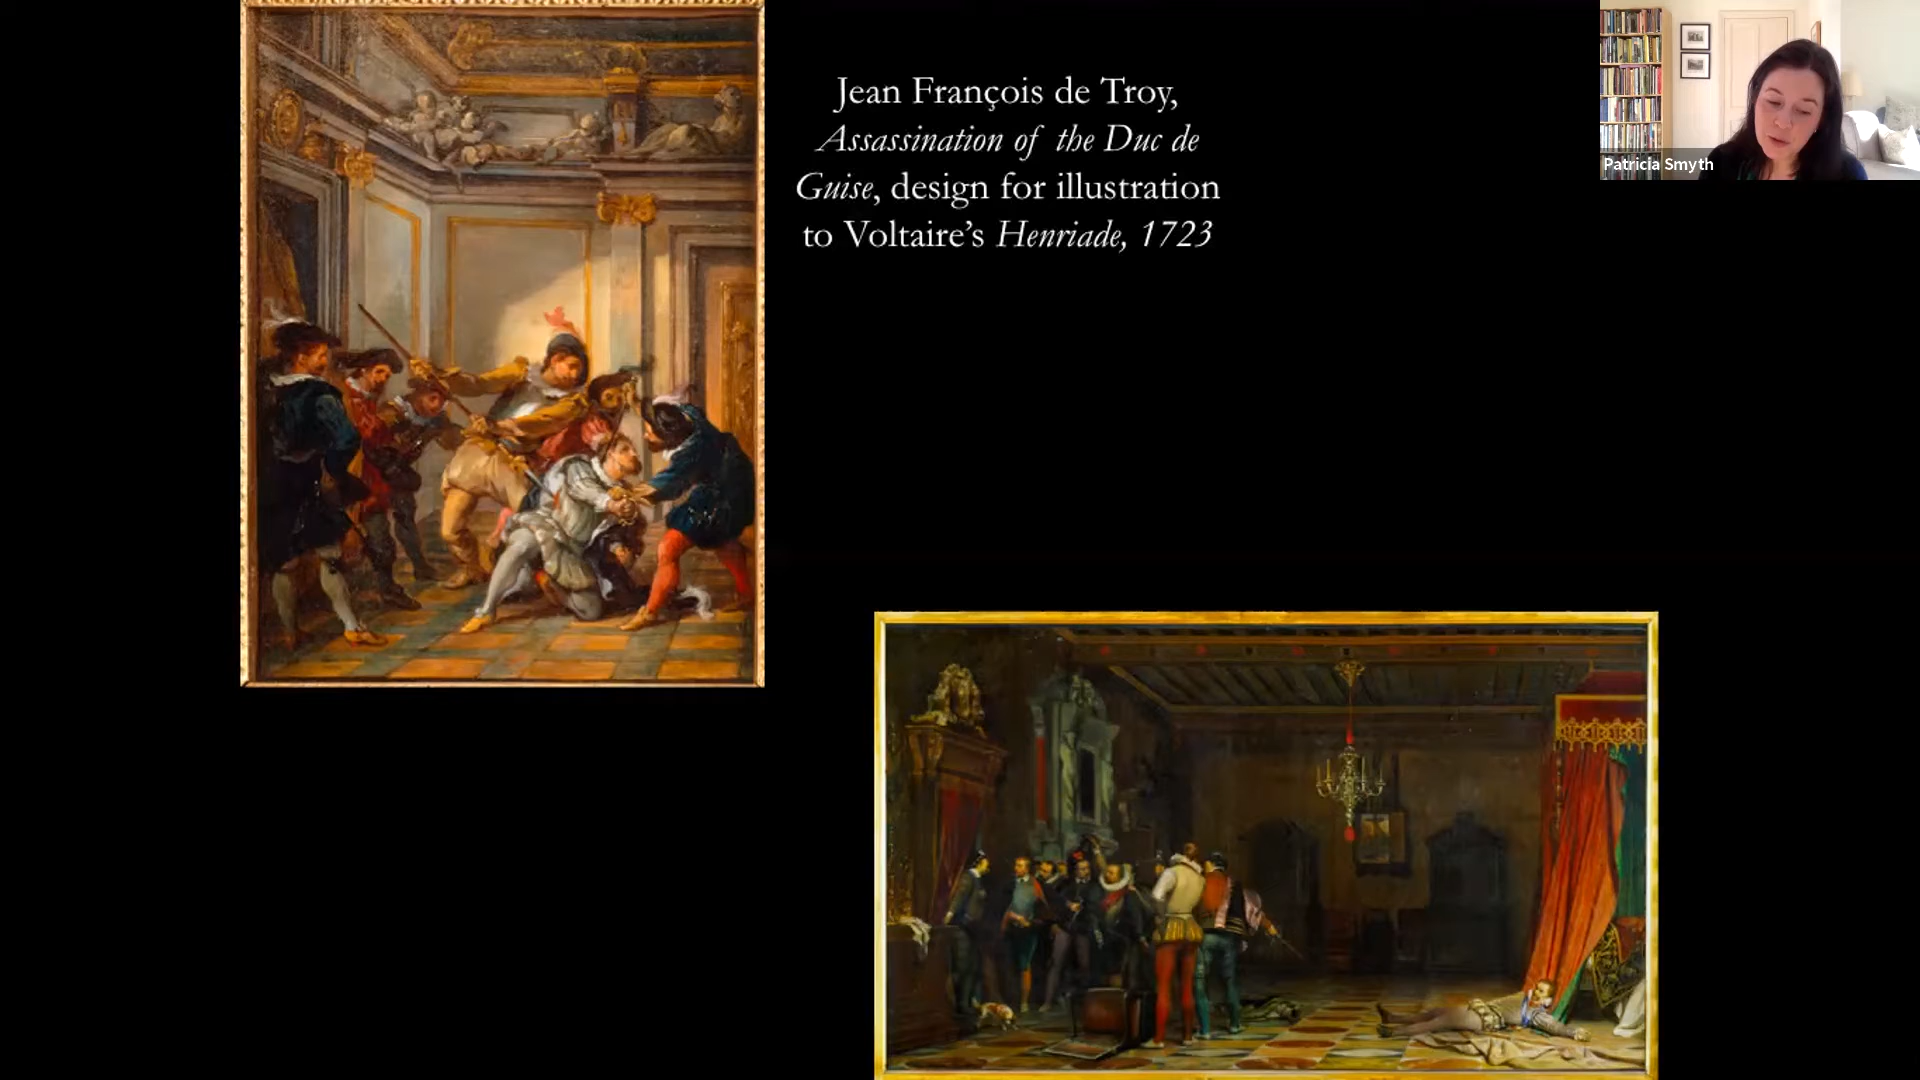 Jean François de Troy,
Assassination of the Duc de
Guise, design for illustration
to Voltaire’s Henriade, 1723
Patricia Smyth